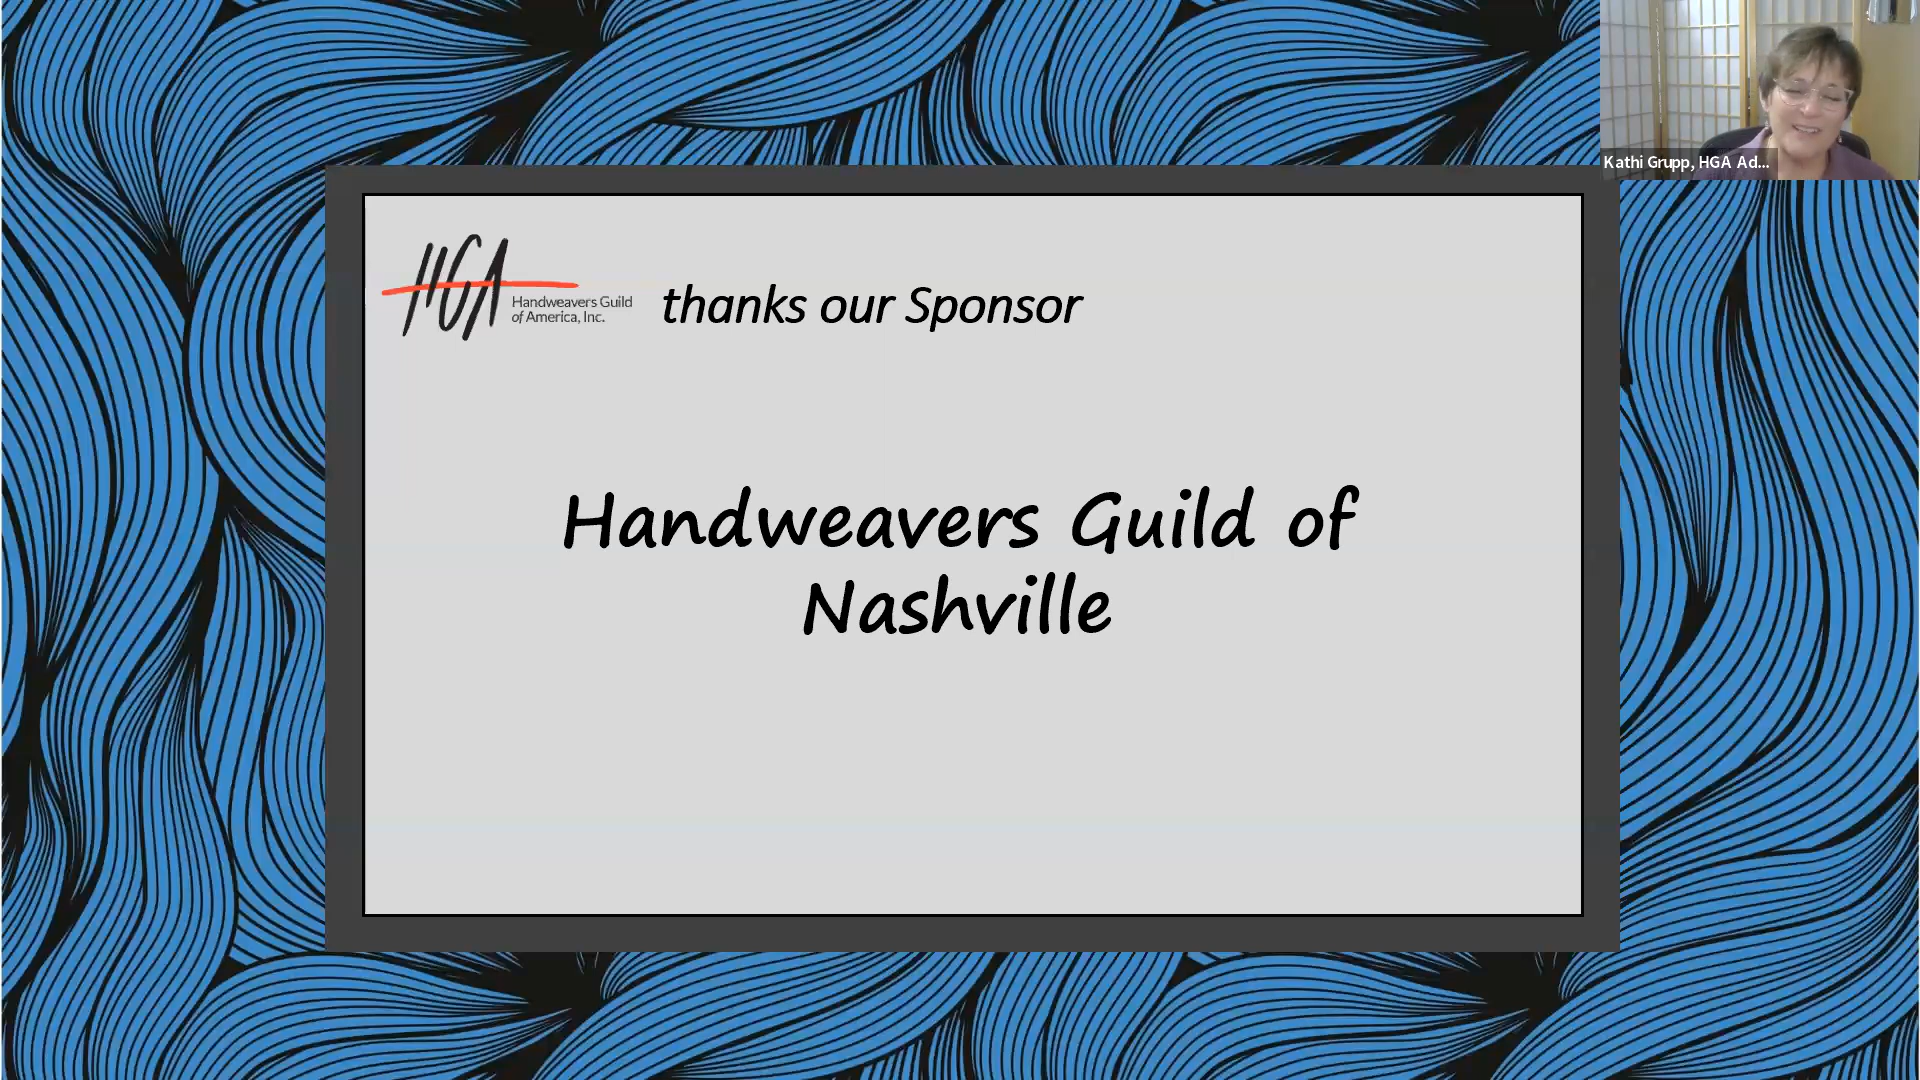 Kathi Grupp, HGA Ad...
HGA
Handweavers Guild
of America, Inc.
thanks our Sponsor
Handweavers Guild of
Nashville